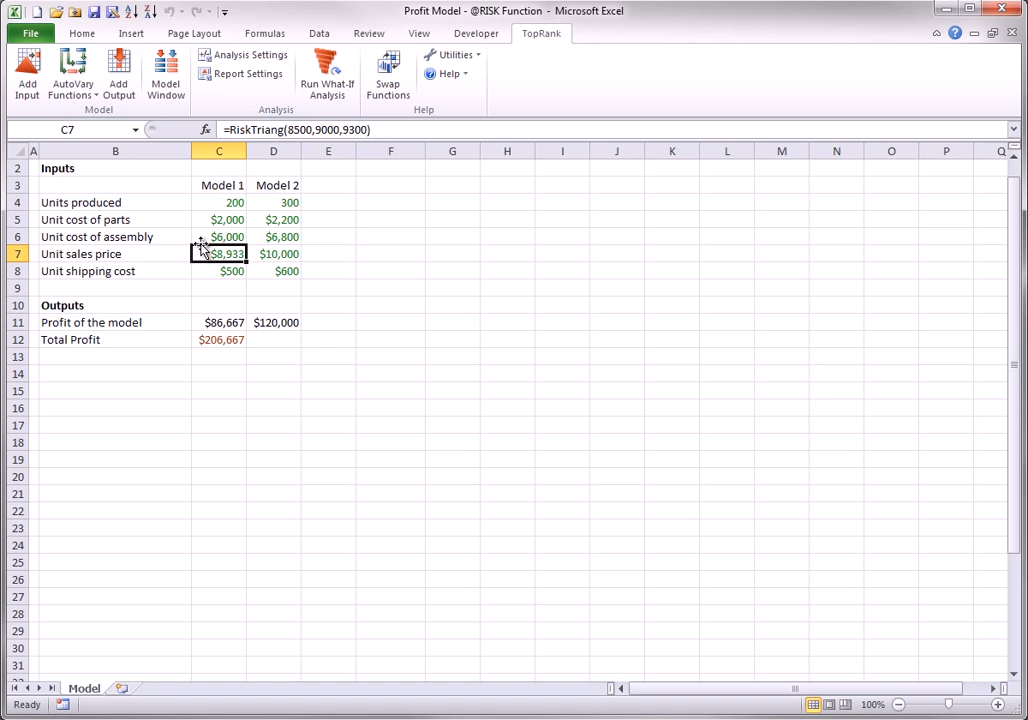 Profit Model - @RISK Function - Microsoft Excel
File Home Insert Page Layout Formulas Data Review View Developer TopRank
Add Input
AutoVary Functions
Add Output
Model Window
Model
Analysis Settings
Report Settings
Run What-If Analysis
Analysis
Swap Functions
Utilities
Help
Help
C7 fx =RiskTriang(8500,9000,9300)
A B C D E F G H I J K L M N O P Q
2 Inputs
3 Model 1 Model 2
4 Units produced 200 300
5 Unit cost of parts $2,000 $2,200
6 Unit cost of assembly $6,000 $6,800
7 Unit sales price $8,933 $10,000
8 Unit shipping cost $500 $600
9
10 Outputs
11 Profit of the model $86,667 $120,000
12 Total Profit $206,667
13
14
15
16
17
18
19
20
21
22
23
24
25
26
27
28
29
30
31
Model
Ready 100%